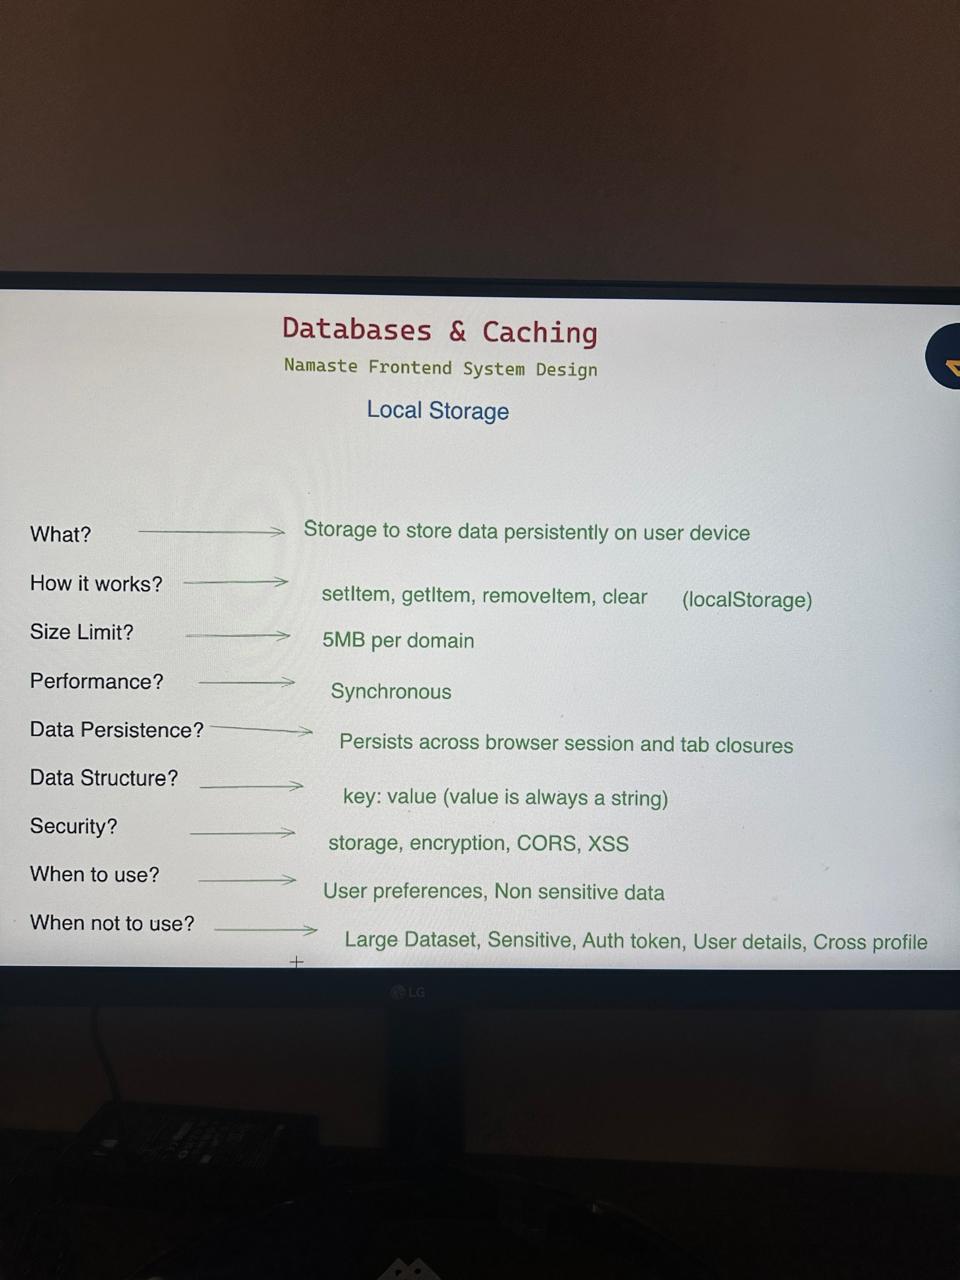 Databases & Caching
Namaste Frontend System Design
Local Storage
What? Storage to store data persistently on user device
How it works? setItem, getItem, removeItem, clear (localStorage)
Size Limit? 5MB per domain
Performance? Synchronous
Data Persistence? Persists across browser session and tab closures
Data Structure? key: value (value is always a string)
Security? storage, encryption, CORS, XSS
When to use? User preferences, Non sensitive data
When not to use? Large Dataset, Sensitive, Auth token, User details, Cross profile
LG